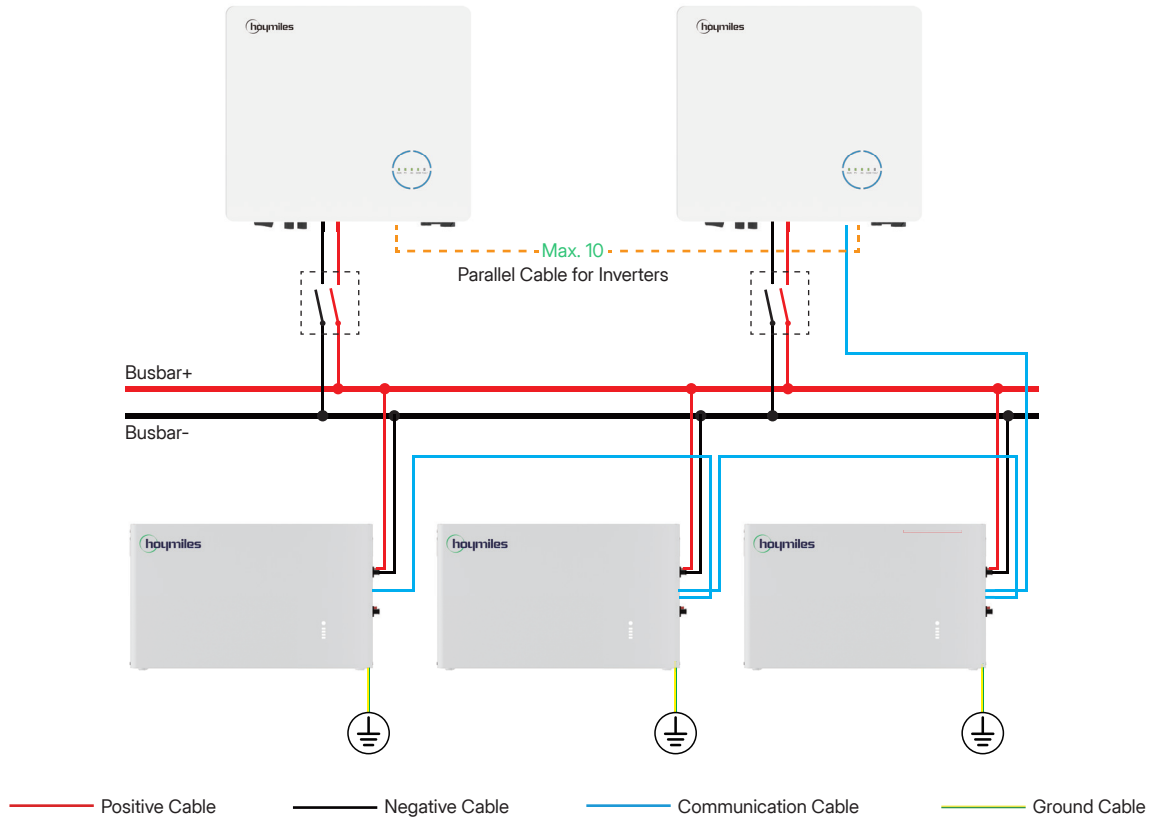 hoymiles
hoymiles
Max. 10
Parallel Cable for Inverters
Busbar+
Busbar-
hoymiles
hoymiles
hoymiles
Positive Cable
Negative Cable
Communication Cable
Ground Cable